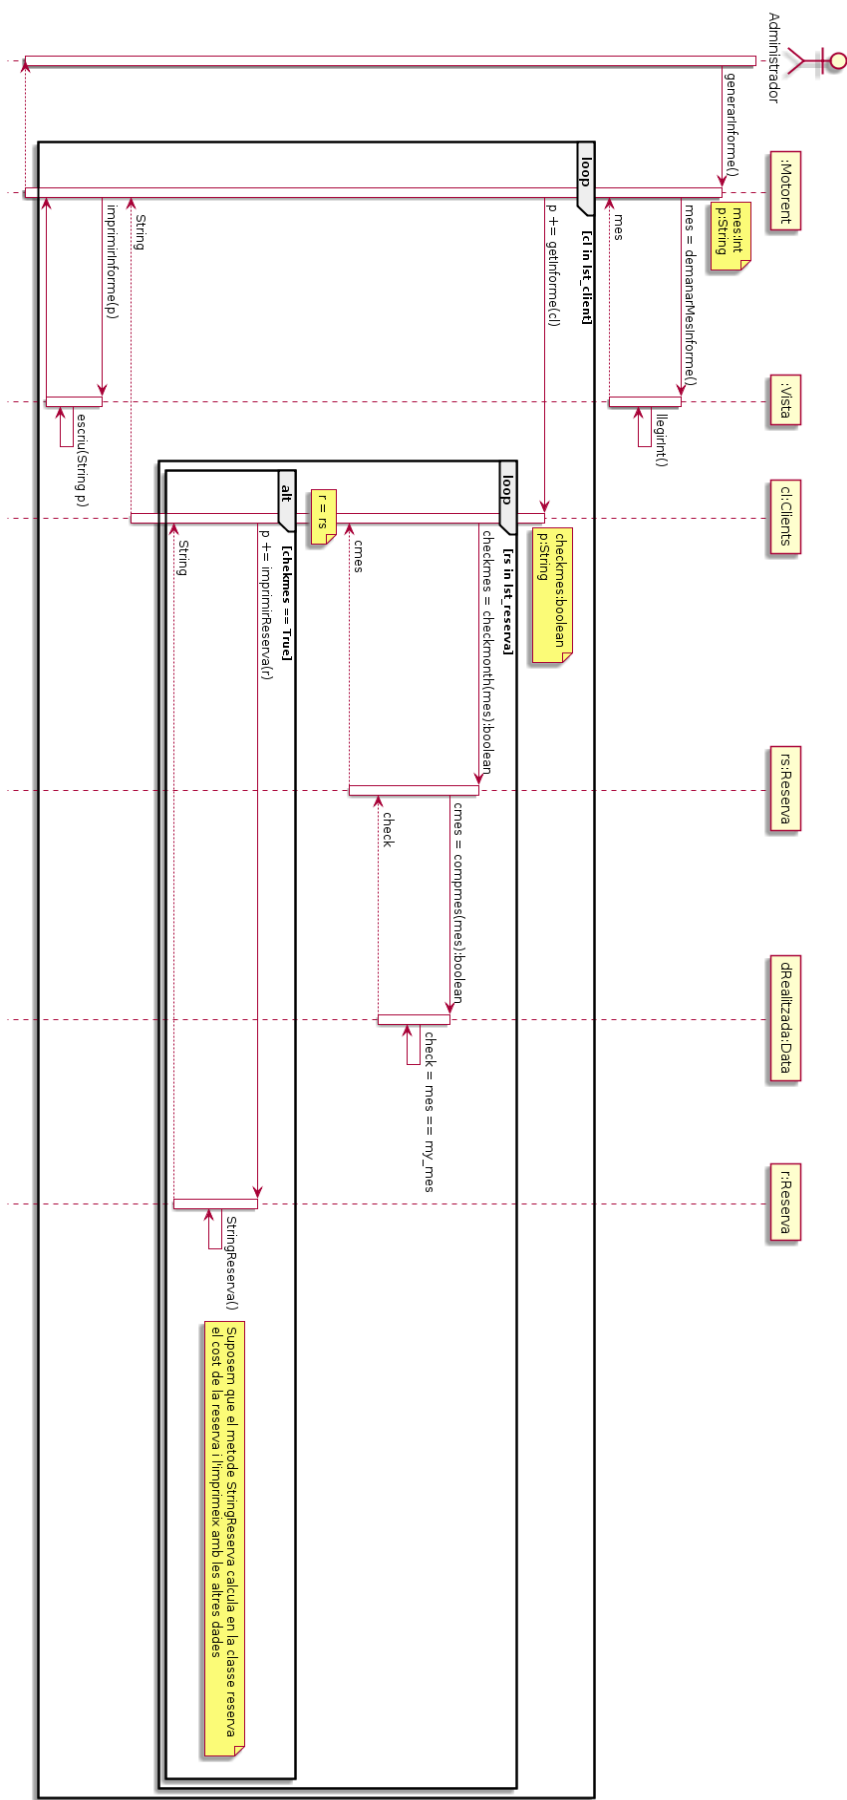 Administrador
:Motorent
:Vista
cl:Clients
rs:Reserva
dRealitzada:Data
r:Reserva
generarInforme()
mes:Int
p:String
mes = demanarMesInforme()
llegirInt()
mes
loop
[cl in lst_client]
p += getInforme(cl)
checkmes:boolean
p:String
loop
[rs in lst_reserva]
checkmes = checkmonth(mes):boolean
cmes = compmes(mes):boolean
check = mes == my_mes
check
cmes
r = rs
alt
[chekmes == True]
p += imprimirReserva(r)
StringReserva()
Suposem que el metode StringReserva calcula en la classe reserva
el cost de la reserva i l'imprimeix amb les altres dades
String
String
imprimirInforme(p)
escriu(String p)